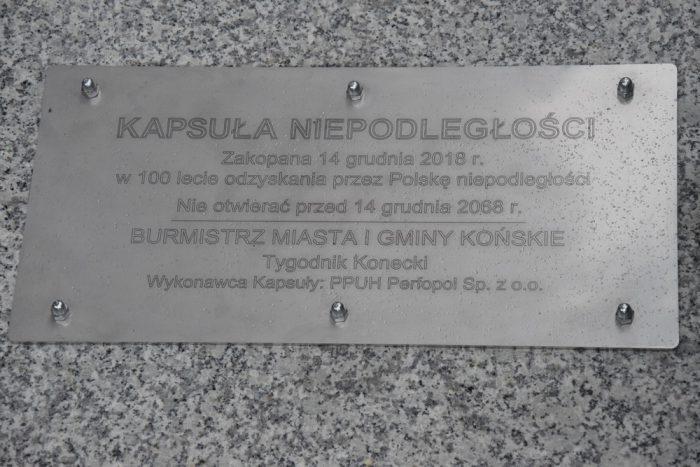 KAPSUŁA NIEPODLEGŁOŚCI
Zakopana 14 grudnia 2018 r.
w 100 lecie odzyskania przez Polskę niepodległości
Nie otwierać przed 14 grudnia 2068 r.
BURMISTRZ MIASTA I GMINY KOŃSKIE
Tygodnik Konecki
Wykonawca Kapsuły: PPUH Perfopol Sp. z o.o.